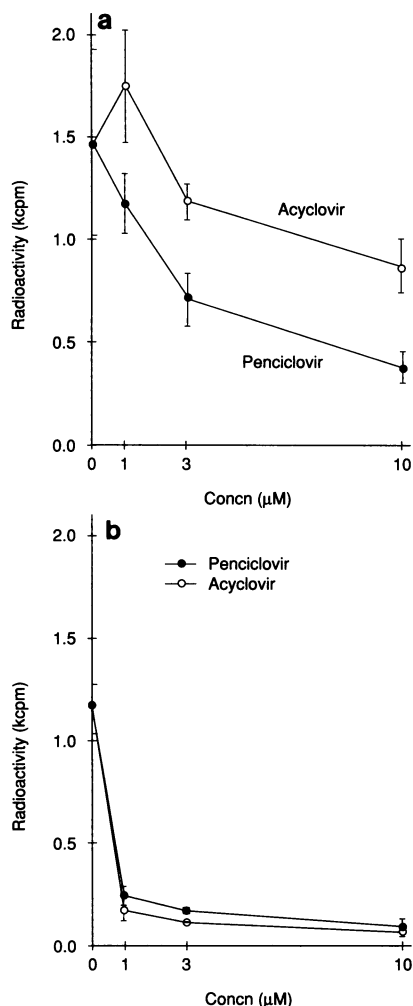 a
2.0
1.5
1.0
0.5
0.0
Radioactivity (kcpm)
Acyclovir
Penciclovir
0 1 3 10
Concn (μM)
b
2.0
1.5
1.0
0.5
0.0
Radioactivity (kcpm)
Penciclovir
Acyclovir
0 1 3 10
Concn (μM)